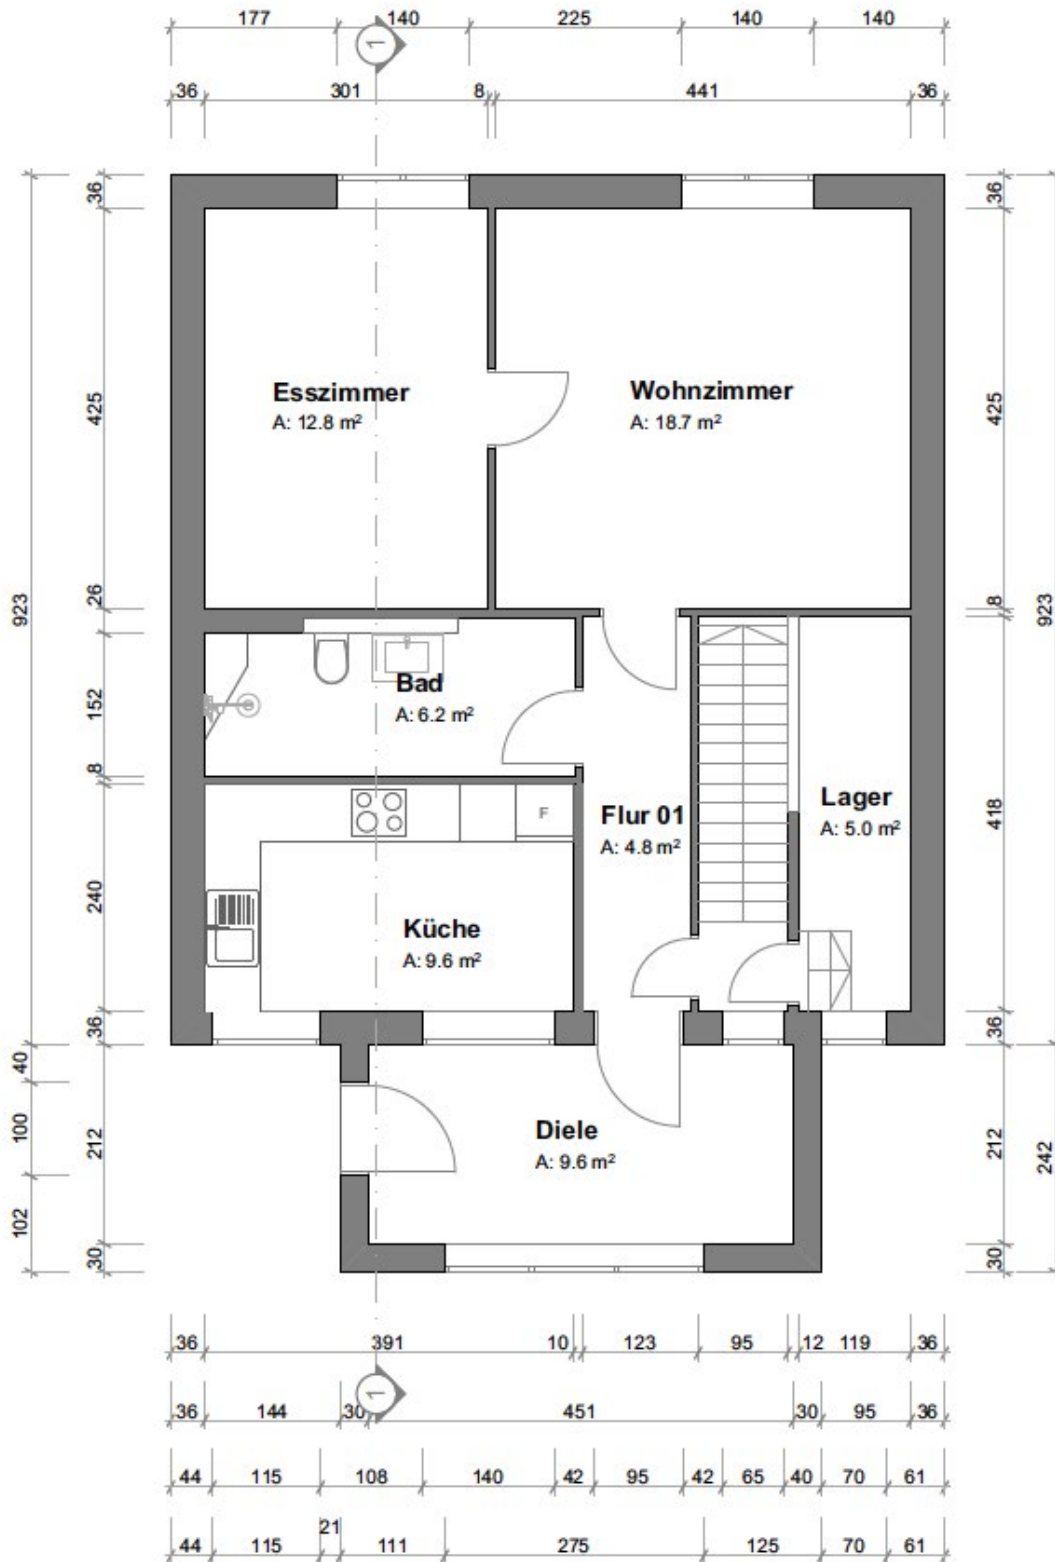 177 140 225 140 140
1
36 301 8 441 36
36 36
Esszimmer
A: 12.8 m²
Wohnzimmer
A: 18.7 m²
425 425
923 26 8 923
Bad
A: 6.2 m²
152
8
Flur 01
A: 4.8 m²
Lager
A: 5.0 m²
F
418
240
Küche
A: 9.6 m²
36 36
40
100 212 212 242
Diele
A: 9.6 m²
102
30 30
36 391 10 123 95 12 119 36
1
36 144 30 451 30 95 36
44 115 108 140 42 95 42 65 40 70 61
21
44 115 111 275 125 70 61